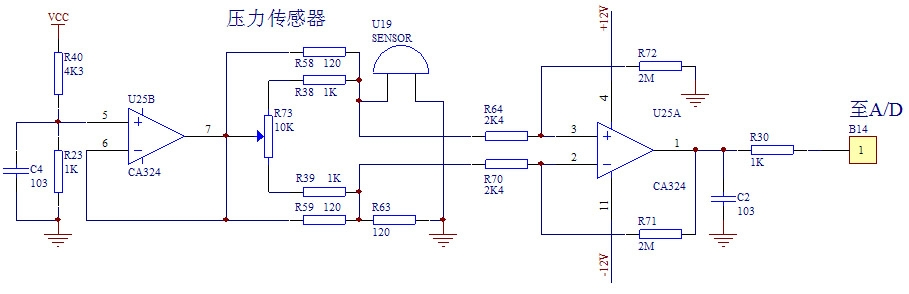 压力传感器
VCC
R40
4K3
U25B
5
6
7
CA324
C4
103
R23
1K
R58 120
R38 1K
R73
10K
R39 1K
R59 120
R63
120
U19
SENSOR
R64
2K4
R70
2K4
+12V
4
3
2
1
11
-12V
U25A
CA324
R72
2M
R71
2M
C2
103
R30
1K
至A/D
B14
1